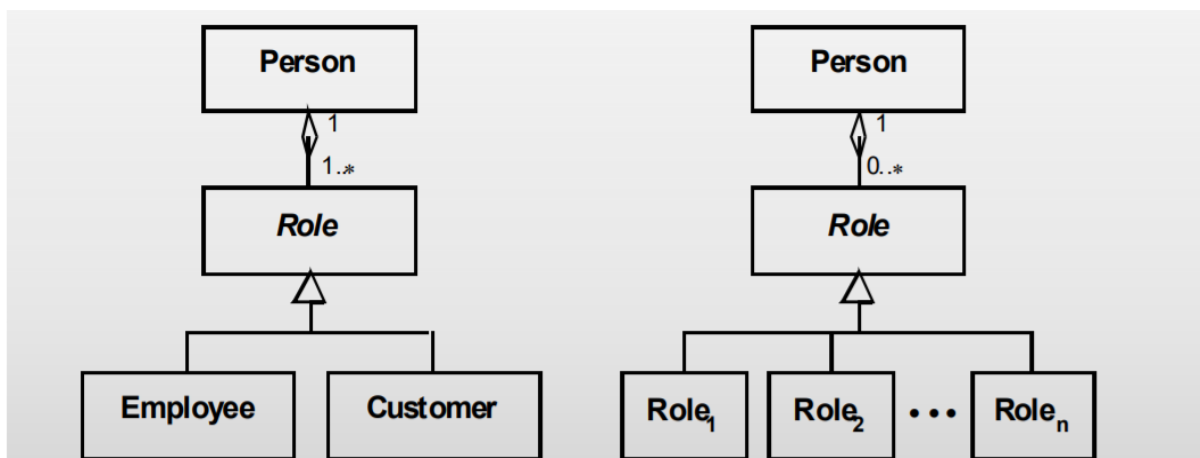 Person
1
1..*
Role
Employee
Customer
Person
1
0..*
Role
Role1
Role2
•••
Rolen